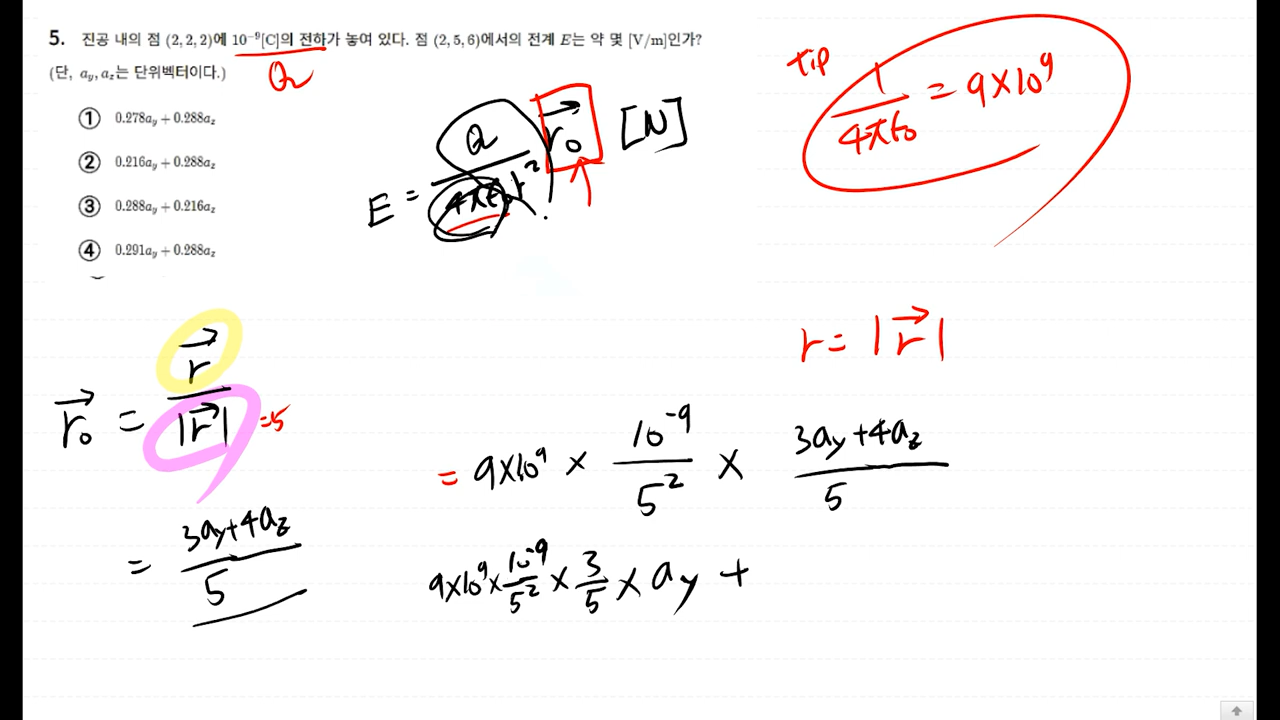 5. 진공 내의 점 (2, 2, 2)에 10⁻⁹[C]의 전하가 놓여 있다. 점 (2, 5, 6)에서의 전계 E는 약 몇 [V/m]인가?
(단, a_y, a_z는 단위벡터이다.)
Q
① 0.278a_y + 0.288a_z
② 0.216a_y + 0.288a_z
③ 0.288a_y + 0.216a_z
④ 0.291a_y + 0.288a_z
E = Q/(4πε₀r²) r⃗₀ [N]
tip
1/(4πε₀) = 9×10⁹
r = |r⃗|
r⃗₀ = r⃗/|r⃗| =5
= (3a_y+4a_z)/5
= 9×10⁹ × 10⁻⁹/5² × (3a_y+4a_z)/5
9×10⁹ × 10⁻⁹/5² × 3/5 × a_y +